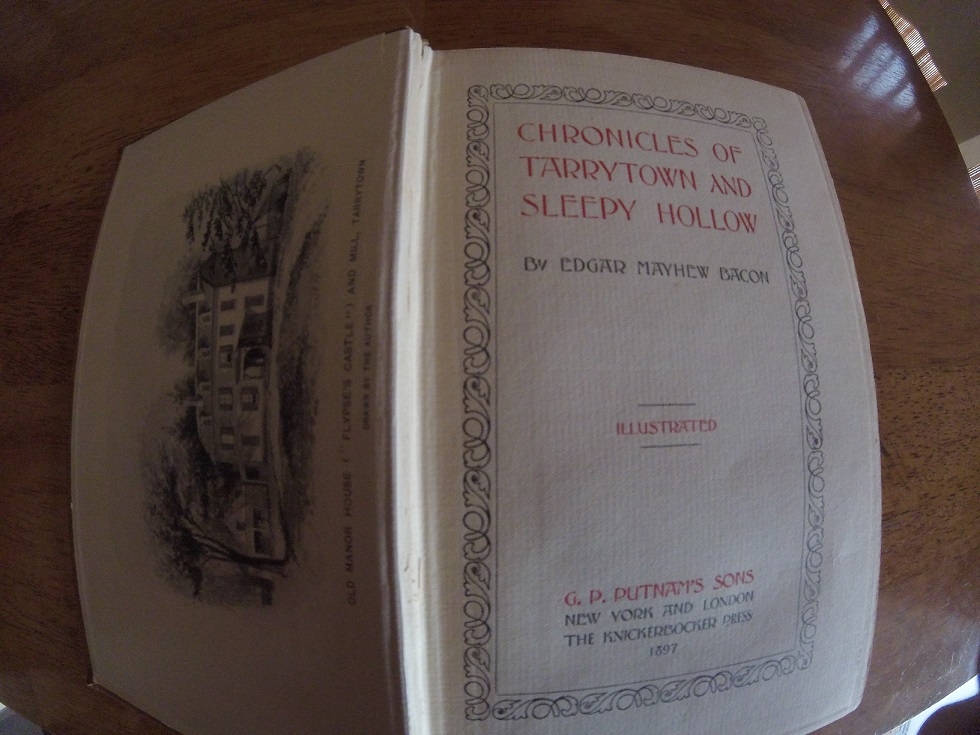 OLD MANOR HOUSE ("FLYPSE'S CASTLE") AND MILL, TARRYTOWN
DRAWN BY THE AUTHOR
CHRONICLES OF
TARRYTOWN AND
SLEEPY HOLLOW
By EDGAR MAYHEW BACON
ILLUSTRATED
G. P. PUTNAM'S SONS
NEW YORK AND LONDON
THE KNICKERBOCKER PRESS
1897